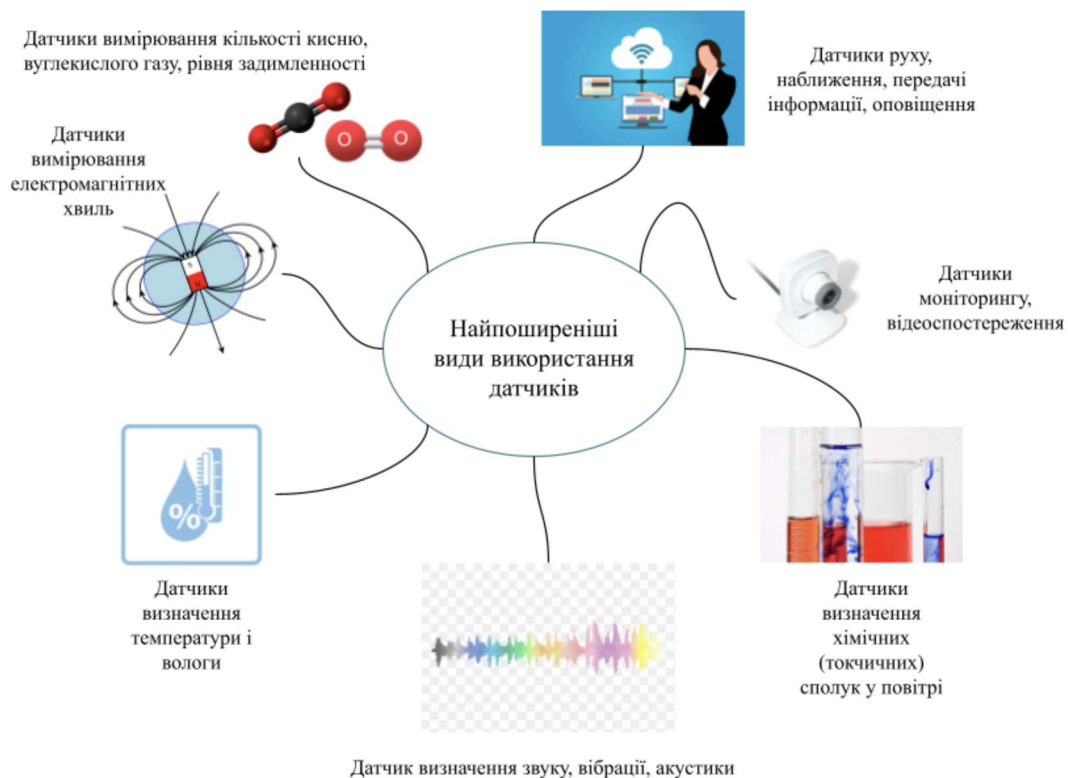 Датчики вимірювання кількості кисню,
вуглекислого газу, рівня задимленності
Датчики руху,
наближення, передачі
інформації, оповіщення
Датчики
вимірювання
електромагнітних
хвиль
O O
S
N
Датчики
моніторингу,
відеоспостереження
Найпоширеніші
види використання
датчиків
%
Датчики
визначення
температури і
вологи
Датчики
визначення
хімічних
(токчичних)
сполук у повітрі
Датчик визначення звуку, вібрації, акустики